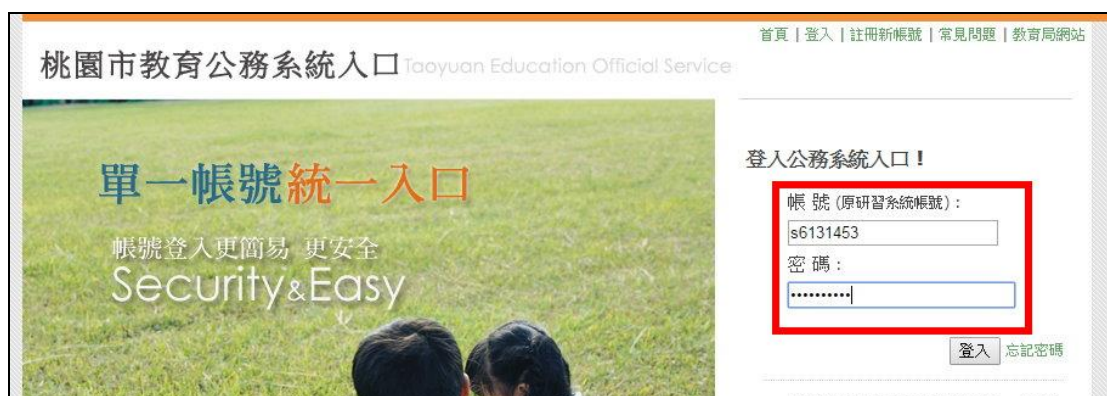 首頁 | 登入 | 註冊新帳號 | 常見問題 | 教育局網站
桃園市教育公務系統入口 Taoyuan Education Official Service
單一帳號統一入口
帳號登入更簡易 更安全
Security&Easy
登入公務系統入口！
帳 號 (原研習系統帳號)：
s6131453
密 碼：
••••••••••
登入 忘記密碼